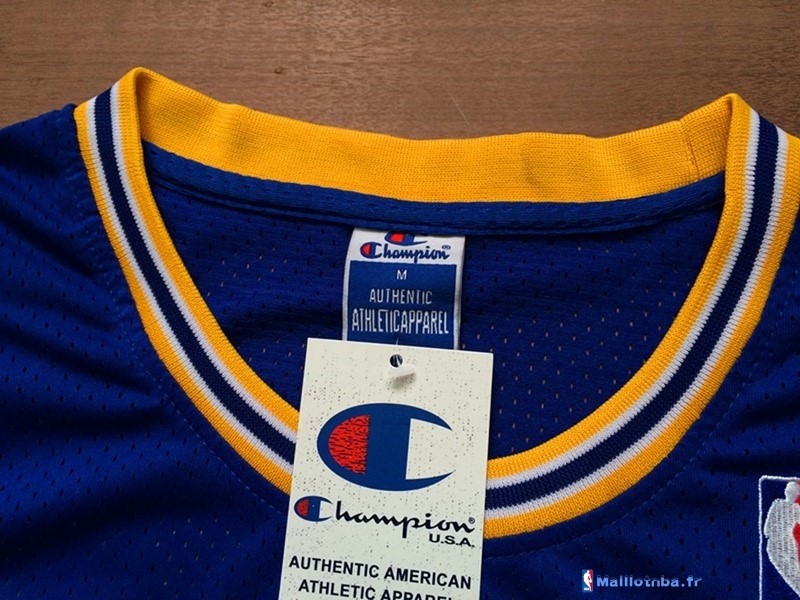 Champion
M
AUTHENTIC
ATHLETICAPPAREL
Champion
U.S.A.
AUTHENTIC AMERICAN
ATHLETIC APPAREL
Maillotnba.fr